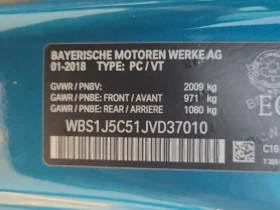 BAYERISCHE MOTOREN WERKE AG
01-2018 TYPE: PC / VT
GVWR / PNBV: 2009 kg
GAWR / PNBE: FRONT / AVANT 971 kg
GAWR / PNBE: REAR / ARRIERE 1080 kg
WBS1J5C51JVD37010
C16